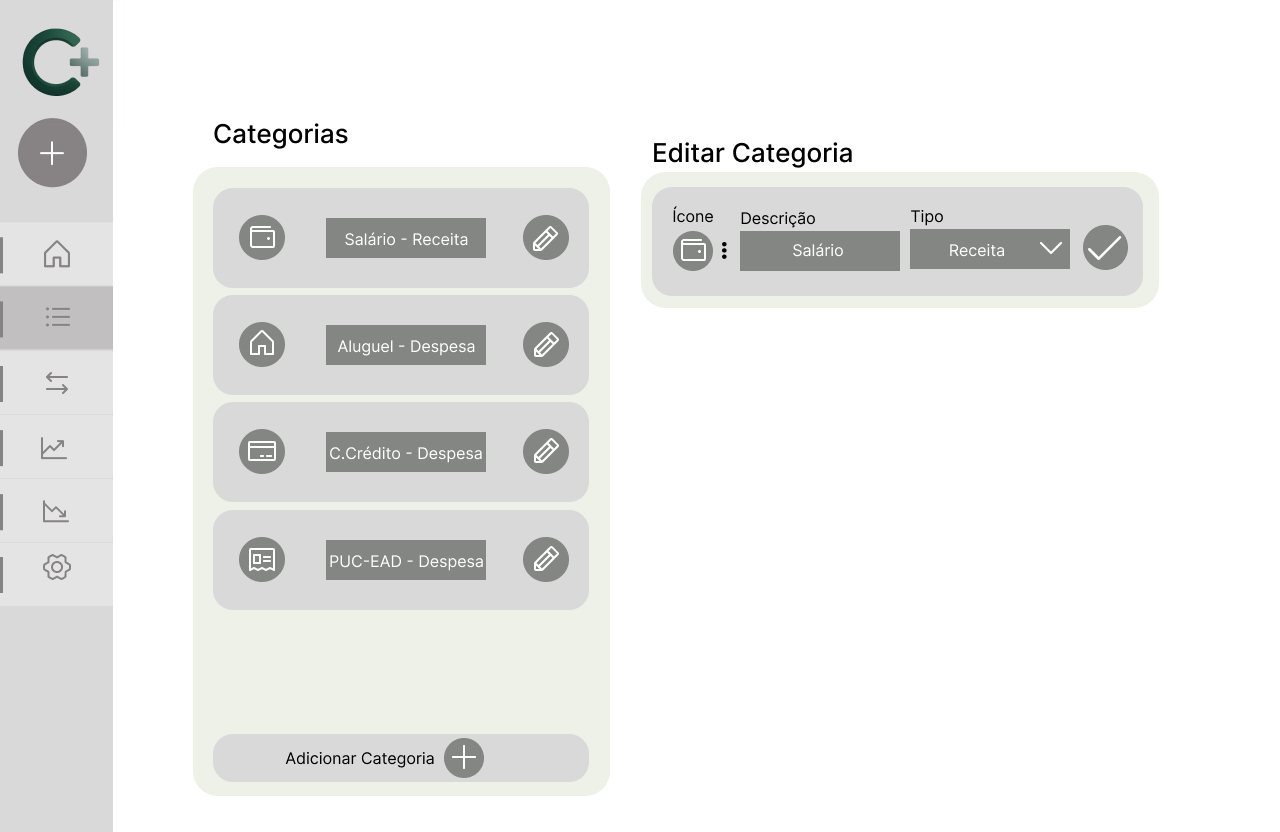 C+
Categorias
Salário - Receita
Aluguel - Despesa
C.Crédito - Despesa
PUC-EAD - Despesa
Adicionar Categoria
Editar Categoria
Ícone
Descrição
Tipo
Salário
Receita